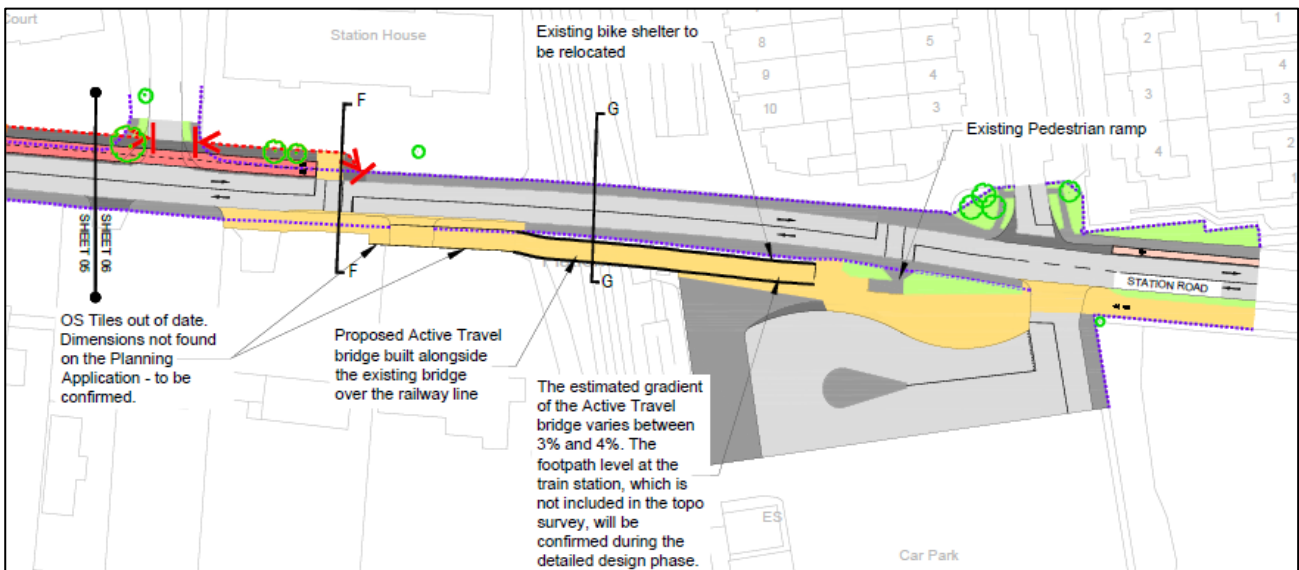 Court
Station House
Existing bike shelter to
be relocated
8
9
10
5
4
3
2
3
4
1
4
2
Existing Pedestrian ramp
F
F
G
G
SHEET 05
SHEET 06
STATION ROAD
OS Tiles out of date.
Dimensions not found
on the Planning
Application - to be
confirmed.
Proposed Active Travel
bridge built alongside
the existing bridge
over the railway line
The estimated gradient
of the Active Travel
bridge varies between
3% and 4%. The
footpath level at the
train station, which is
not included in the topo
survey, will be
confirmed during the
detailed design phase.
ES
Car Park